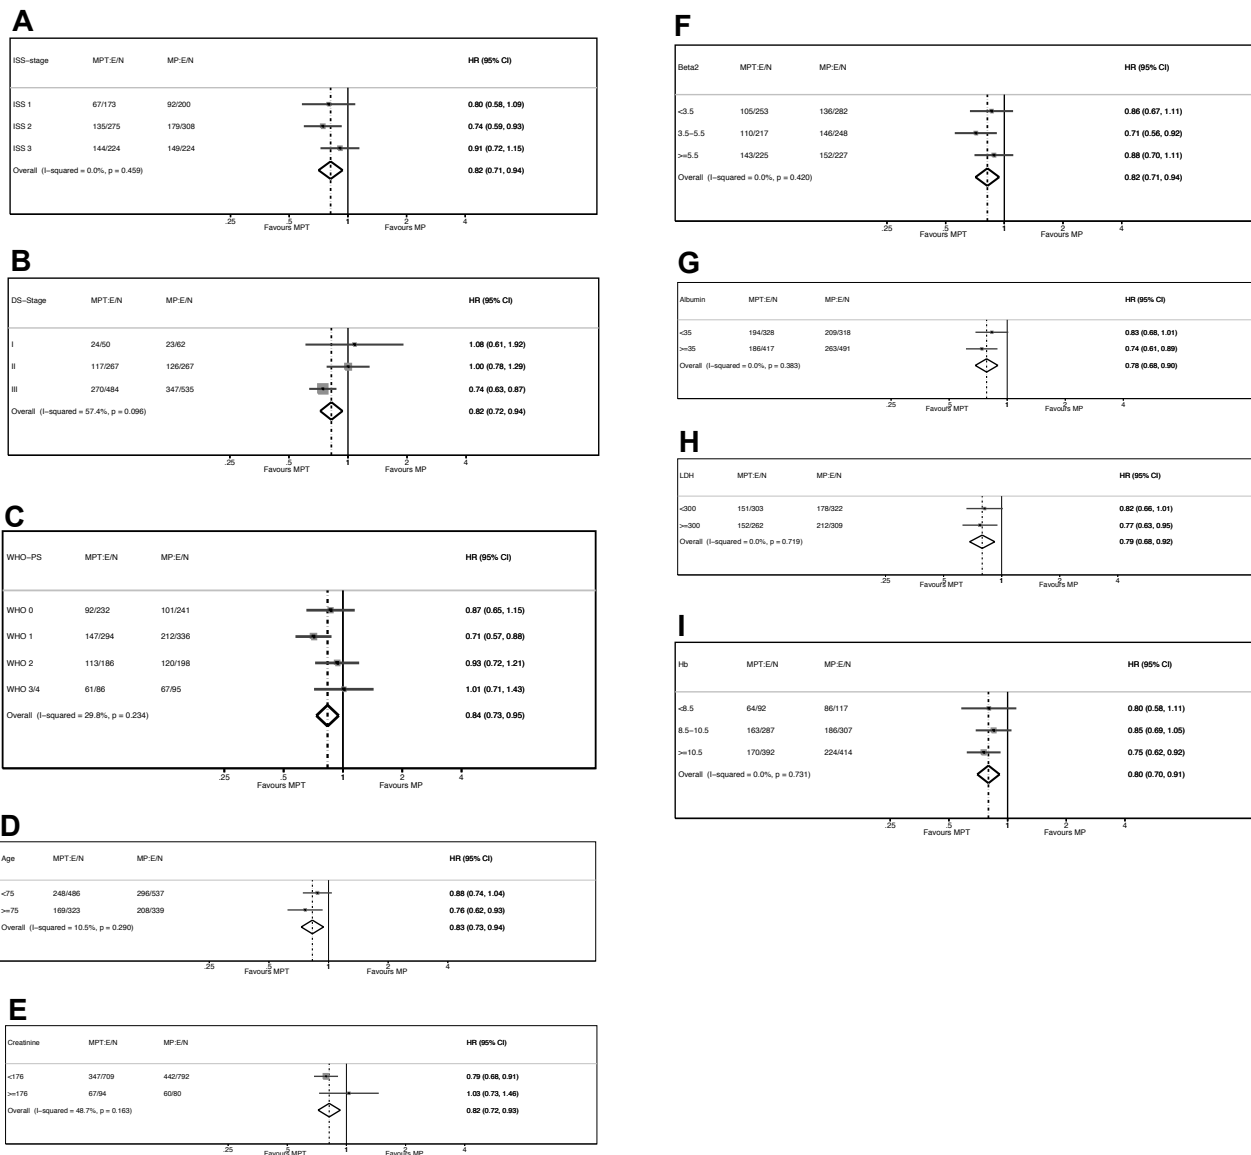 A
ISS-stage MPT:E/N MP:E/N HR (95% CI)
ISS 1 67/173 92/200 0.80 (0.58, 1.09)
ISS 2 135/275 179/308 0.74 (0.59, 0.93)
ISS 3 144/224 149/224 0.91 (0.72, 1.15)
Overall (I-squared = 0.0%, p = 0.459) 0.82 (0.71, 0.94)
.25 .5 1 2 4
Favours MPT Favours MP
B
DS-Stage MPT:E/N MP:E/N HR (95% CI)
I 24/50 23/62 1.08 (0.61, 1.92)
II 117/267 126/267 1.00 (0.78, 1.29)
III 270/484 347/535 0.74 (0.63, 0.87)
Overall (I-squared = 57.4%, p = 0.096) 0.82 (0.72, 0.94)
.25 .5 1 2 4
Favours MPT Favours MP
C
WHO-PS MPT:E/N MP:E/N HR (95% CI)
WHO 0 92/232 101/241 0.87 (0.65, 1.15)
WHO 1 147/294 212/336 0.71 (0.57, 0.88)
WHO 2 113/186 120/198 0.93 (0.72, 1.21)
WHO 3/4 61/86 67/95 1.01 (0.71, 1.43)
Overall (I-squared = 29.8%, p = 0.234) 0.84 (0.73, 0.95)
.25 .5 1 2 4
Favours MPT Favours MP
D
Age MPT:E/N MP:E/N HR (95% CI)
<75 248/486 296/537 0.88 (0.74, 1.04)
>=75 169/323 208/339 0.76 (0.62, 0.93)
Overall (I-squared = 10.5%, p = 0.290) 0.83 (0.73, 0.94)
.25 .5 1 2 4
Favours MPT Favours MP
E
Creatinine MPT:E/N MP:E/N HR (95% CI)
<176 347/709 442/792 0.79 (0.68, 0.91)
>=176 67/94 60/80 1.03 (0.73, 1.46)
Overall (I-squared = 48.7%, p = 0.163) 0.82 (0.72, 0.93)
.25 .5 1 2 4
Favours MPT Favours MP
F
Beta2 MPT:E/N MP:E/N HR (95% CI)
<3.5 105/253 136/282 0.86 (0.67, 1.11)
3.5-5.5 110/217 146/248 0.71 (0.56, 0.92)
>=5.5 143/225 152/227 0.88 (0.70, 1.11)
Overall (I-squared = 0.0%, p = 0.420) 0.82 (0.71, 0.94)
.25 .5 1 2 4
Favours MPT Favours MP
G
Albumin MPT:E/N MP:E/N HR (95% CI)
<35 194/328 209/318 0.83 (0.68, 1.01)
>=35 186/417 263/491 0.74 (0.61, 0.89)
Overall (I-squared = 0.0%, p = 0.383) 0.78 (0.68, 0.90)
.25 .5 1 2 4
Favours MPT Favours MP
H
LDH MPT:E/N MP:E/N HR (95% CI)
<300 151/303 178/322 0.82 (0.66, 1.01)
>=300 152/262 212/309 0.77 (0.63, 0.95)
Overall (I-squared = 0.0%, p = 0.719) 0.79 (0.68, 0.92)
.25 .5 1 2 4
Favours MPT Favours MP
I
Hb MPT:E/N MP:E/N HR (95% CI)
<8.5 64/92 86/117 0.80 (0.58, 1.11)
8.5-10.5 163/287 186/307 0.85 (0.69, 1.05)
>=10.5 170/392 224/414 0.75 (0.62, 0.92)
Overall (I-squared = 0.0%, p = 0.731) 0.80 (0.70, 0.91)
.25 .5 1 2 4
Favours MPT Favours MP